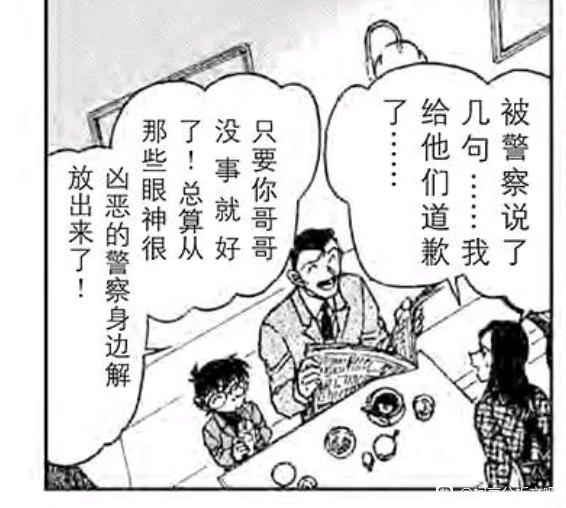 被警察说了
几句……我
给他们道歉
了……
只要你哥哥
没事就好
了！总算从
那些眼神很
凶恶的警察身边解
放出来了！